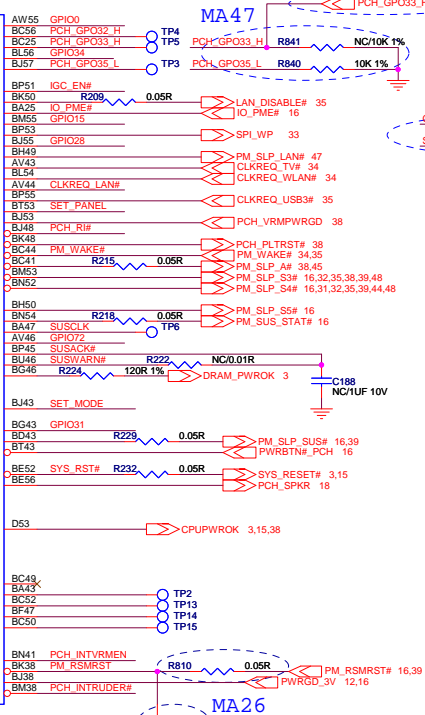 MA47
PCH_GPO33_H
AW55 GPIO0
BC56 PCH_GPO32_H TP4
BC25 PCH_GPO33_H TP5 PCH_GPO33_H R841 NC/10K 1%
BL56 GPIO34
BJ57 PCH_GPO35_L TP3 PCH_GPO35_L R840 10K 1%
BP51 IGC_EN#
BK50 R209 0.05R LAN_DISABLE# 35
BA25 IO_PME# IO_PME# 16
BM55 GPIO15
BP53 SPI_WP 33
BJ55 GPIO28
BH49 PM_SLP_LAN# 47
AV43 CLKREQ_TV# 34
BL54 CLKREQ_WLAN# 34
AV44 CLKREQ_LAN#
BP55 CLKREQ_USB3# 35
BT53 SET_PANEL
BJ53 PCH_VRMPWRGD 38
BJ48 PCH_RI#
BK48 PCH_PLTRST# 38
BC44 PM_WAKE# PM_WAKE# 34,35
BC41 R215 0.05R PM_SLP_A# 38,45
BM53 PM_SLP_S3# 16,32,35,38,39,48
BN52 PM_SLP_S4# 16,31,32,35,39,44,48
BH50 PM_SLP_S5# 16
BN54 R218 0.05R PM_SUS_STAT# 16
BA47 SUSCLK TP6
AV46 GPIO72
BP45 SUSACK#
BU46 SUSWARN# R222 NC/0.01R
BG46 R224 120R 1% DRAM_PWROK 3
C188
NC/1UF 10V
BJ43 SET_MODE
BG43 GPIO31
BD43 R229 0.05R PM_SLP_SUS# 16,39
BT43 PWRBTN#_PCH 16
BE52 SYS_RST# R232 0.05R SYS_RESET# 3,15
BE56 PCH_SPKR 18
D53 CPUPWROK 3,15,38
BC49
BA43 TP2
BC52 TP13
BF47 TP14
BC50 TP15
BN41 PCH_INTVRMEN
BK38 PM_RSMRST R810 0.05R PM_RSMRST# 16,39
BJ38 PWRGD_3V 12,16
BM38 PCH_INTRUDER#
MA26